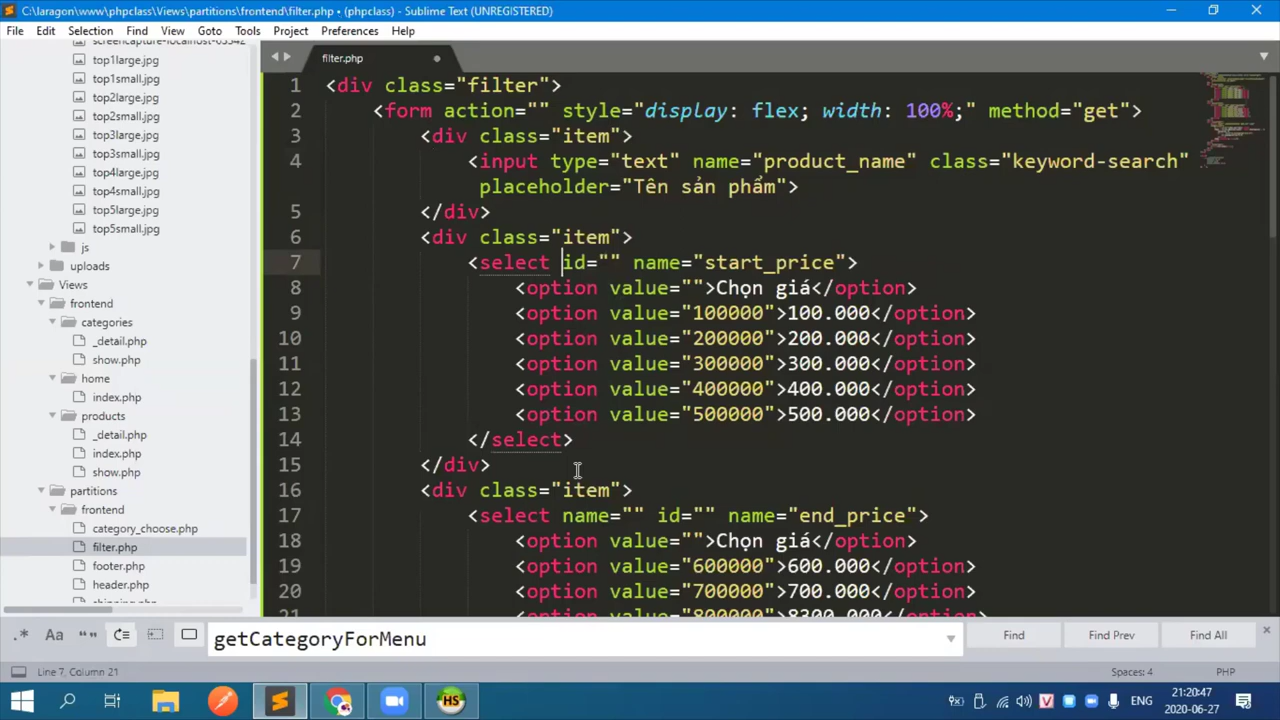 C:\laragon\www\phpclass\Views\partitions\frontend\filter.php • (phpclass) - Sublime Text (UNREGISTERED)
File Edit Selection Find View Goto Tools Project Preferences Help
filter.php
top1large.jpg
top1small.jpg
top2large.jpg
top2small.jpg
top3large.jpg
top3small.jpg
top4large.jpg
top4small.jpg
top5large.jpg
top5small.jpg
js
uploads
Views
frontend
categories
_detail.php
show.php
home
index.php
products
_detail.php
index.php
show.php
partitions
frontend
category_choose.php
filter.php
footer.php
header.php
1 <div class="filter">
2 <form action="" style="display: flex; width: 100%;" method="get">
3 <div class="item">
4 <input type="text" name="product_name" class="keyword-search"
placeholder="Tên sản phẩm">
5 </div>
6 <div class="item">
7 <select id="" name="start_price">
8 <option value="">Chọn giá</option>
9 <option value="100000">100.000</option>
10 <option value="200000">200.000</option>
11 <option value="300000">300.000</option>
12 <option value="400000">400.000</option>
13 <option value="500000">500.000</option>
14 </select>
15 </div>
16 <div class="item">
17 <select name="" id="" name="end_price">
18 <option value="">Chọn giá</option>
19 <option value="600000">600.000</option>
20 <option value="700000">700.000</option>
21 <option value="800000">8300.000</option>
.* Aa “” getCategoryForMenu Find Find Prev Find All
Line 7, Column 21 Spaces: 4 PHP
HS V ENG 21:20:47
2020-06-27